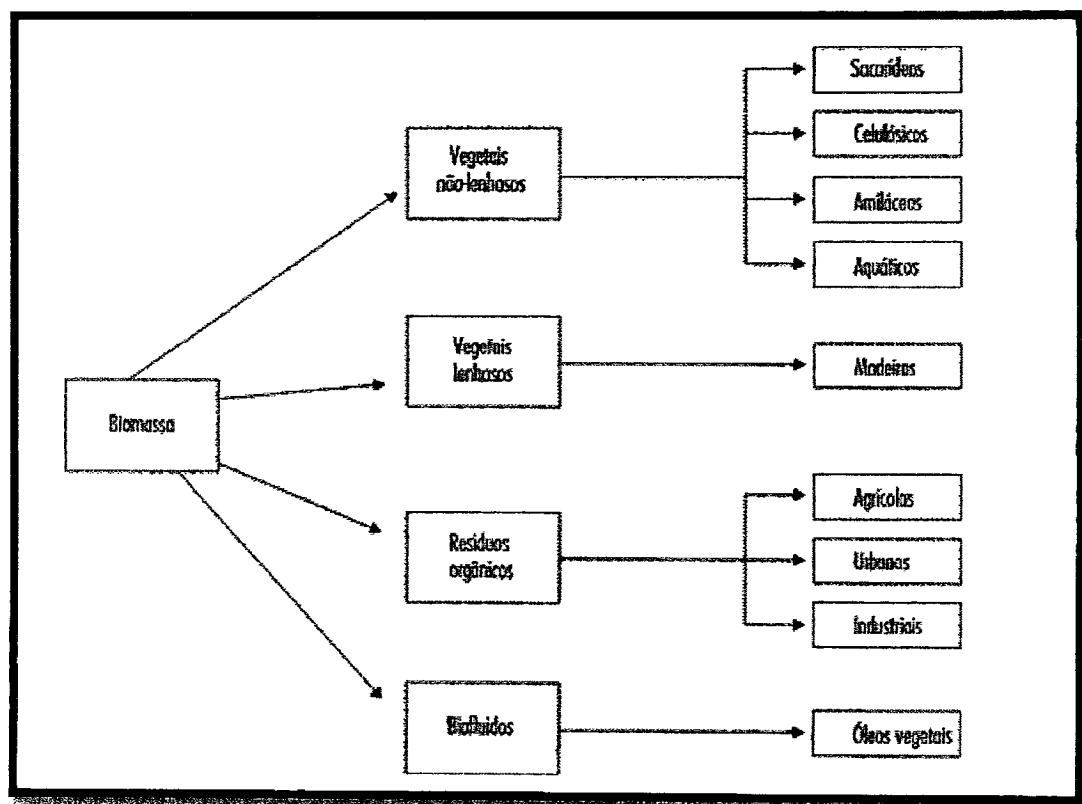 Biomassa
Vegetais
não-lenhosos
Sacarídeos
Celulósicos
Amiláceos
Aquáticos
Vegetais
lenhosos
Madeiras
Resíduos
orgânicos
Agrícolas
Urbanos
Industriais
Biofluidos
Óleos vegetais